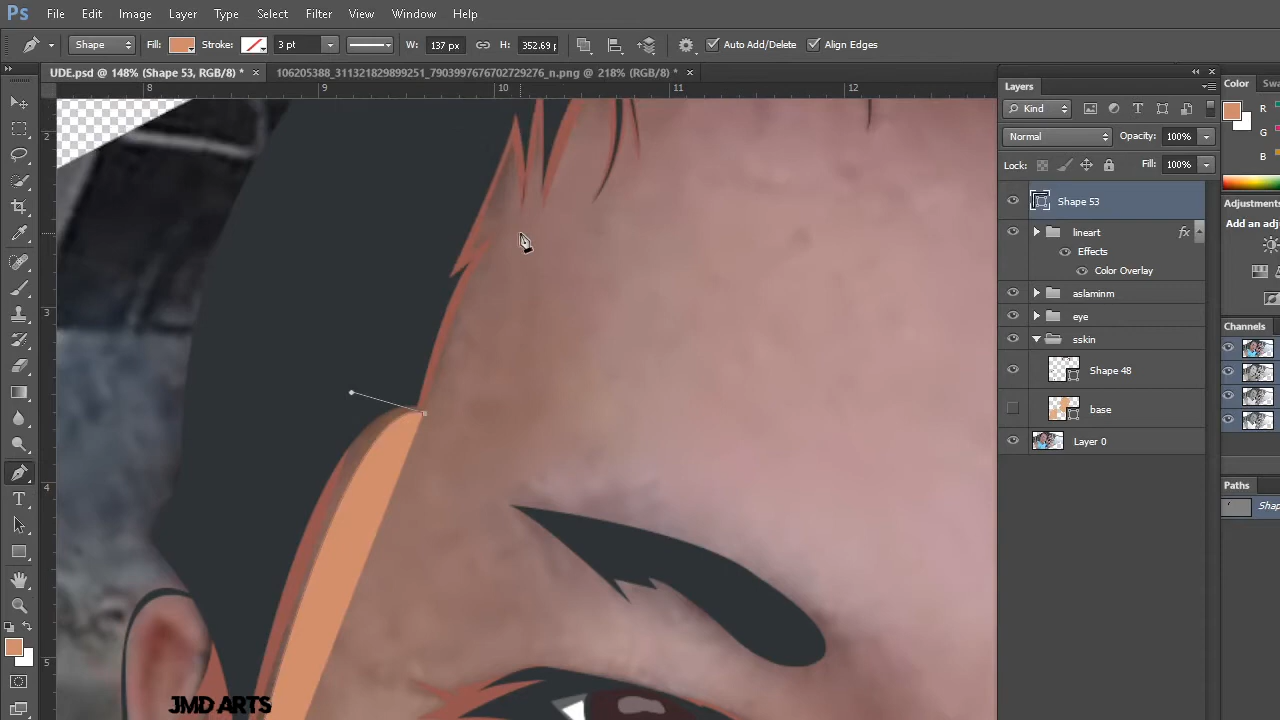 Ps File Edit Image Layer Type Select Filter View Window Help
Shape Fill: Stroke: 3 pt W: 137 px H: 352.69 Auto Add/Delete Align Edges
UDE.psd @ 148% (Shape 53, RGB/8) * × 106205388_311321829899251_7903997676702729276_n.png @ 218% (RGB/8) * ×
8 9 10 11 12
2
3
4
5
Layers
Kind
Normal Opacity: 100%
Lock: Fill: 100%
Shape 53
lineart fx
Effects
Color Overlay
aslaminm
eye
sskin
Shape 48
base
Layer 0
Color
R
G
B
Adjustments
Add an
Channels
Paths
JMD ARTS